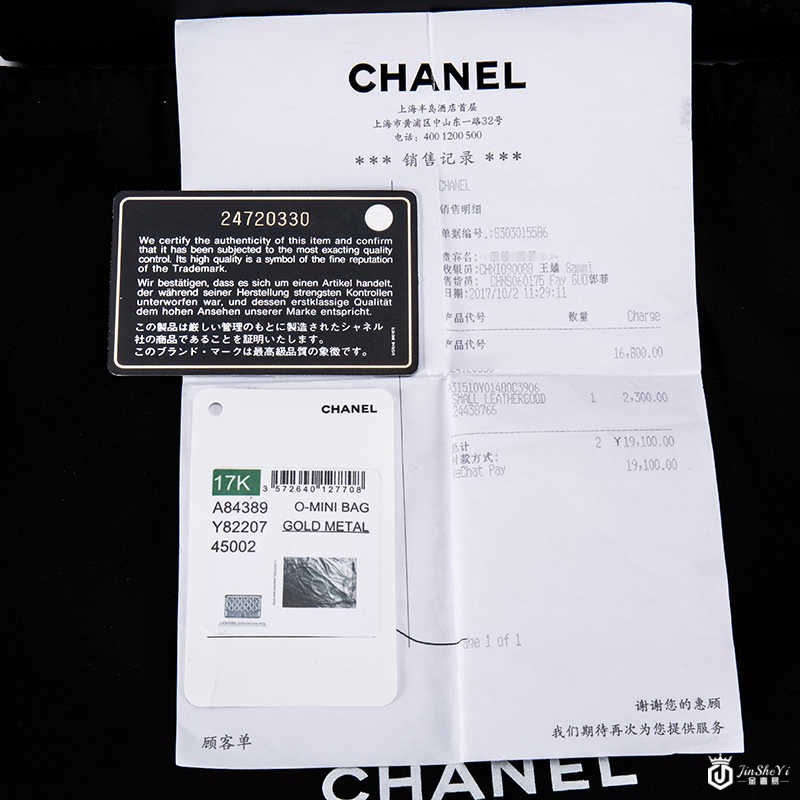 CHANEL
上海半岛酒店首层
上海市黄浦区中山东一路32号
电话：400 1200 500
*** 销售记录 ***
CHANEL
销售明细
单据编号.:S303015586
收银员:CHN1090088 王
售货员: CHNS060175 Fay GUO郭菲
日期:2017/10/2 11:29:11
产品代号 数量 Charge
产品代号
16,800.00
SMALL LEATHERGOOD 1 2,300.00
24438766
总计 2 ￥19,100.00
付款方式:
WeChat Pay 19,100.00
age 1 of 1
谢谢您的惠顾
我们期待再次为您提供服务
顾客单
24720330
We certify the authenticity of this item and confirm
that it has been subjected to the most exacting quality
control. Its high quality is a symbol of the fine reputation
of the Trademark.
Wir bestätigen, dass es sich um einen Artikel handelt,
der während seiner Herstellung strengsten Kontrollen
unterworfen war, und dessen erstklassige Qualität
dem hohen Ansehen unserer Marke entspricht.
この製品は厳しい管理のもとに製造されたシャネル
社の商品であることを証明いたします。
このブランド・マークは最高級品質の象徴です。
CHANEL
17K
3 572640 127708
A84389 O-MINI BAG
Y82207 GOLD METAL
45002
CHANEL
JinSheYi
金奢易